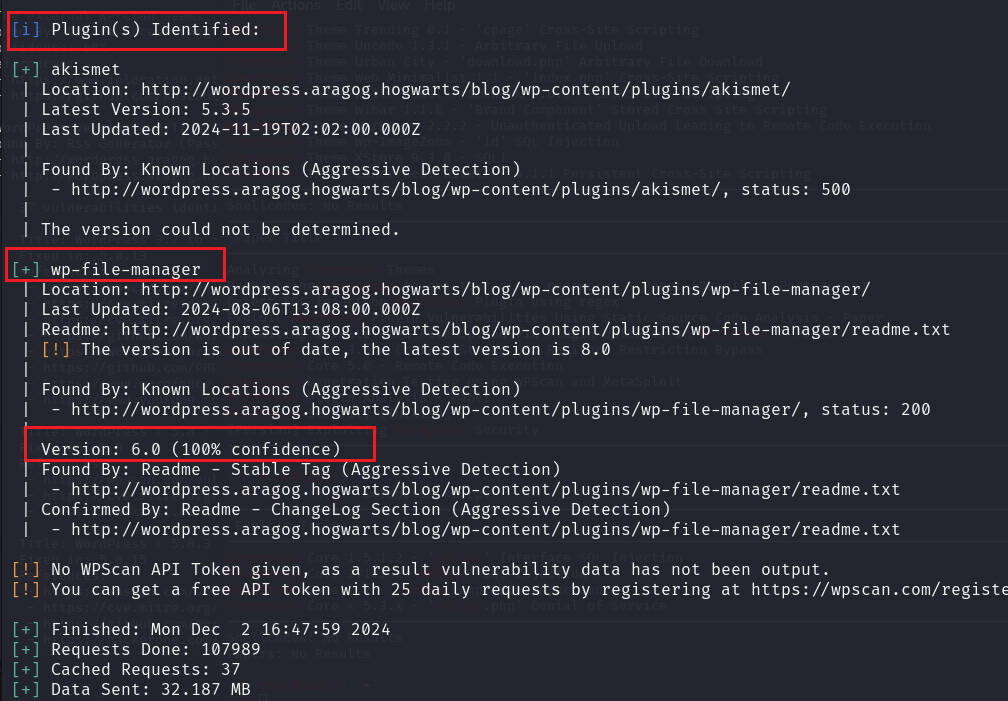 File Actions Edit View Help
[i] Plugin(s) Identified:
[+] akismet
| Location: http://wordpress.aragog.hogwarts/blog/wp-content/plugins/akismet/
| Latest Version: 5.3.5
| Last Updated: 2024-11-19T02:02:00.000Z
|
| Found By: Known Locations (Aggressive Detection)
|  - http://wordpress.aragog.hogwarts/blog/wp-content/plugins/akismet/, status: 500
|
| The version could not be determined.
[+] wp-file-manager
| Location: http://wordpress.aragog.hogwarts/blog/wp-content/plugins/wp-file-manager/
| Last Updated: 2024-08-06T13:08:00.000Z
| Readme: http://wordpress.aragog.hogwarts/blog/wp-content/plugins/wp-file-manager/readme.txt
| [!] The version is out of date, the latest version is 8.0
|
| Found By: Known Locations (Aggressive Detection)
|  - http://wordpress.aragog.hogwarts/blog/wp-content/plugins/wp-file-manager/, status: 200
|
Version: 6.0 (100% confidence)
| Found By: Readme - Stable Tag (Aggressive Detection)
|  - http://wordpress.aragog.hogwarts/blog/wp-content/plugins/wp-file-manager/readme.txt
| Confirmed By: Readme - ChangeLog Section (Aggressive Detection)
|  - http://wordpress.aragog.hogwarts/blog/wp-content/plugins/wp-file-manager/readme.txt
[!] No WPScan API Token given, as a result vulnerability data has not been output.
[!] You can get a free API token with 25 daily requests by registering at https://wpscan.com/registe
[+] Finished: Mon Dec  2 16:47:59 2024
[+] Requests Done: 107989
[+] Cached Requests: 37
[+] Data Sent: 32.187 MB